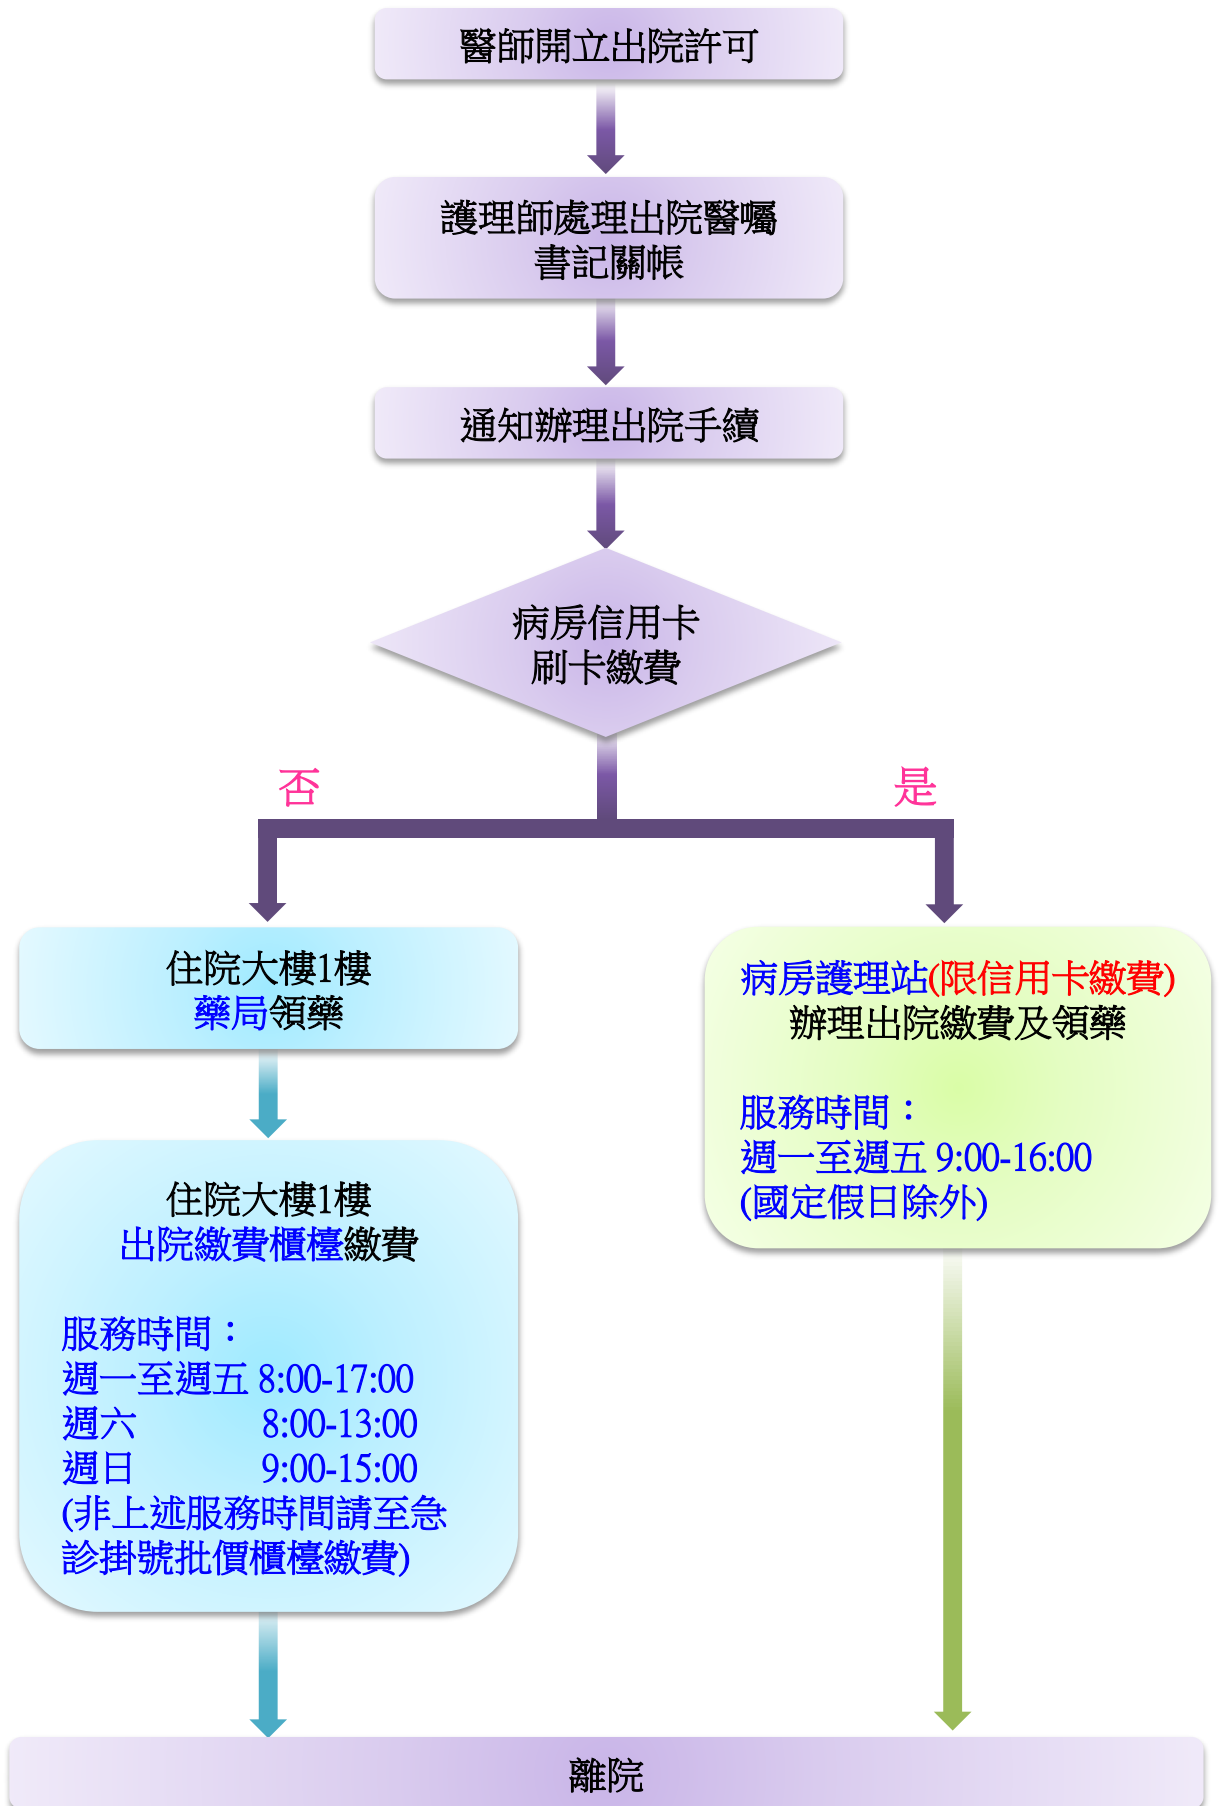 醫師開立出院許可
護理師處理出院醫囑
書記關帳
通知辦理出院手續
病房信用卡
刷卡繳費
否
是
住院大樓1樓
藥局領藥
住院大樓1樓
出院繳費櫃檯繳費
服務時間：
週一至週五 8:00-17:00
週六 8:00-13:00
週日 9:00-15:00
(非上述服務時間請至急
診掛號批價櫃檯繳費)
病房護理站(限信用卡繳費)
辦理出院繳費及領藥
服務時間：
週一至週五 9:00-16:00
(國定假日除外)
離院